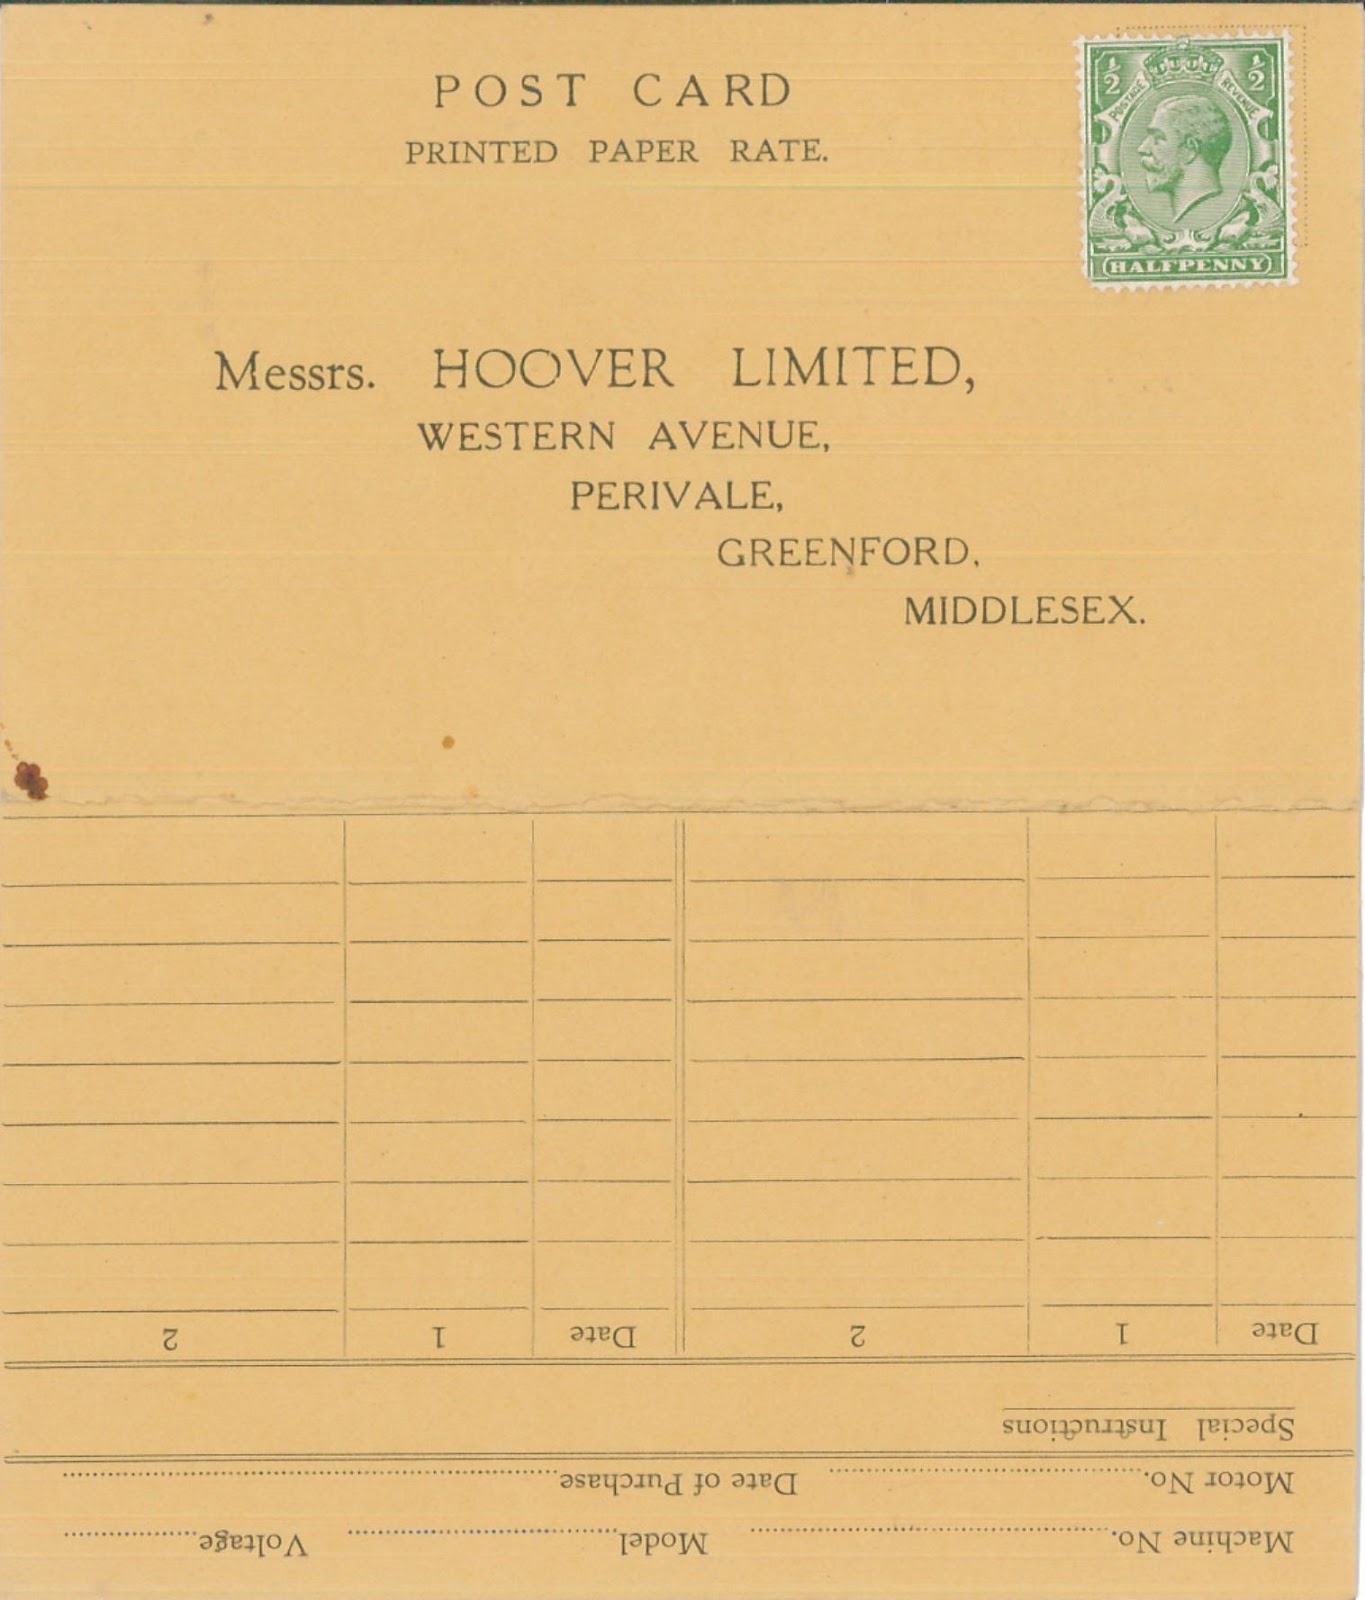 POST CARD
PRINTED PAPER RATE.
½ ½
POSTAGE REVENUE
HALFPENNY
Messrs. HOOVER LIMITED,
WESTERN AVENUE,
PERIVALE,
GREENFORD,
MIDDLESEX.
Machine No. Model Voltage
Motor No. Date of Purchase
Special Instructions
Date 1 2 Date 1 2